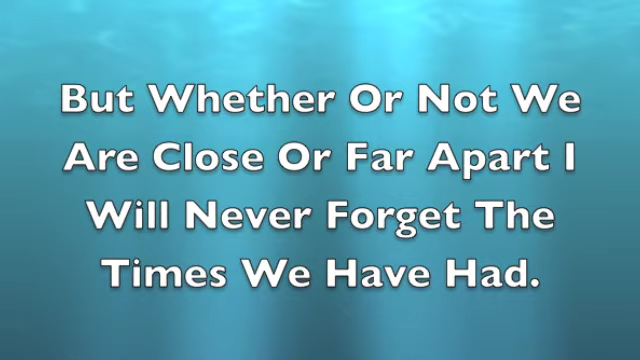 But Whether Or Not We
Are Close Or Far Apart I
Will Never Forget The
Times We Have Had.